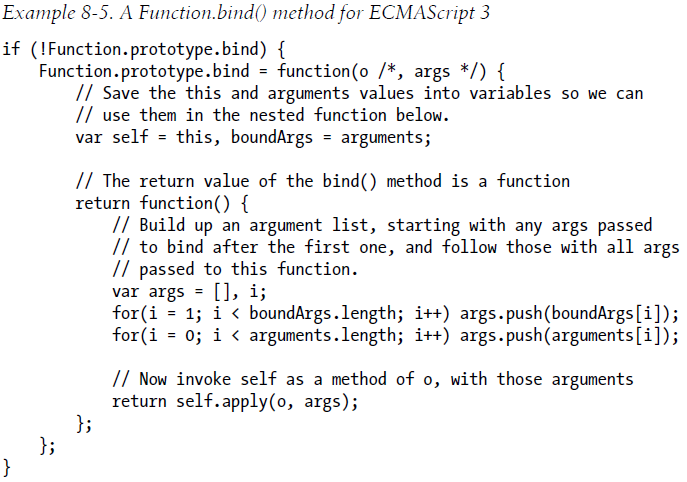 Example 8-5. A Function.bind() method for ECMAScript 3
if (!Function.prototype.bind) {
    Function.prototype.bind = function(o /*, args */) {
        // Save the this and arguments values into variables so we can
        // use them in the nested function below.
        var self = this, boundArgs = arguments;

        // The return value of the bind() method is a function
        return function() {
            // Build up an argument list, starting with any args passed
            // to bind after the first one, and follow those with all args
            // passed to this function.
            var args = [], i;
            for(i = 1; i < boundArgs.length; i++) args.push(boundArgs[i]);
            for(i = 0; i < arguments.length; i++) args.push(arguments[i]);

            // Now invoke self as a method of o, with those arguments
            return self.apply(o, args);
        };
    };
}